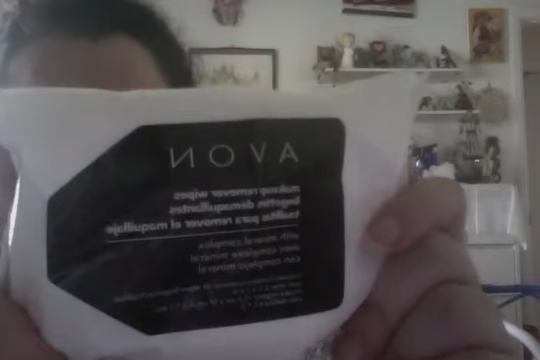 AVON
makeup remover wipes
lingettes démaquillantes
toallitas para remover el maquillaje
with mineral complex
avec complexe minéral
con complejo mineral